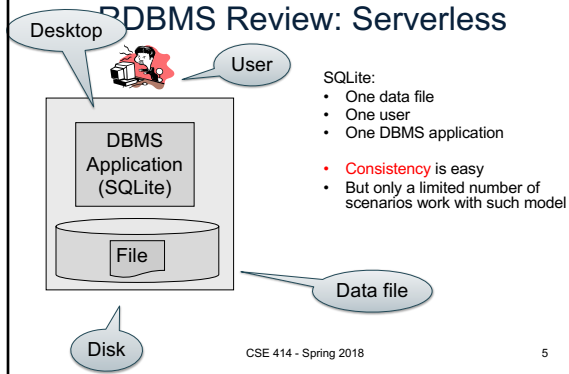 RDBMS Review: Serverless
Desktop
User
SQLite:
• One data file
• One user
• One DBMS application
• Consistency is easy
• But only a limited number of
scenarios work with such model
DBMS
Application
(SQLite)
File
Data file
Disk
CSE 414 - Spring 2018
5